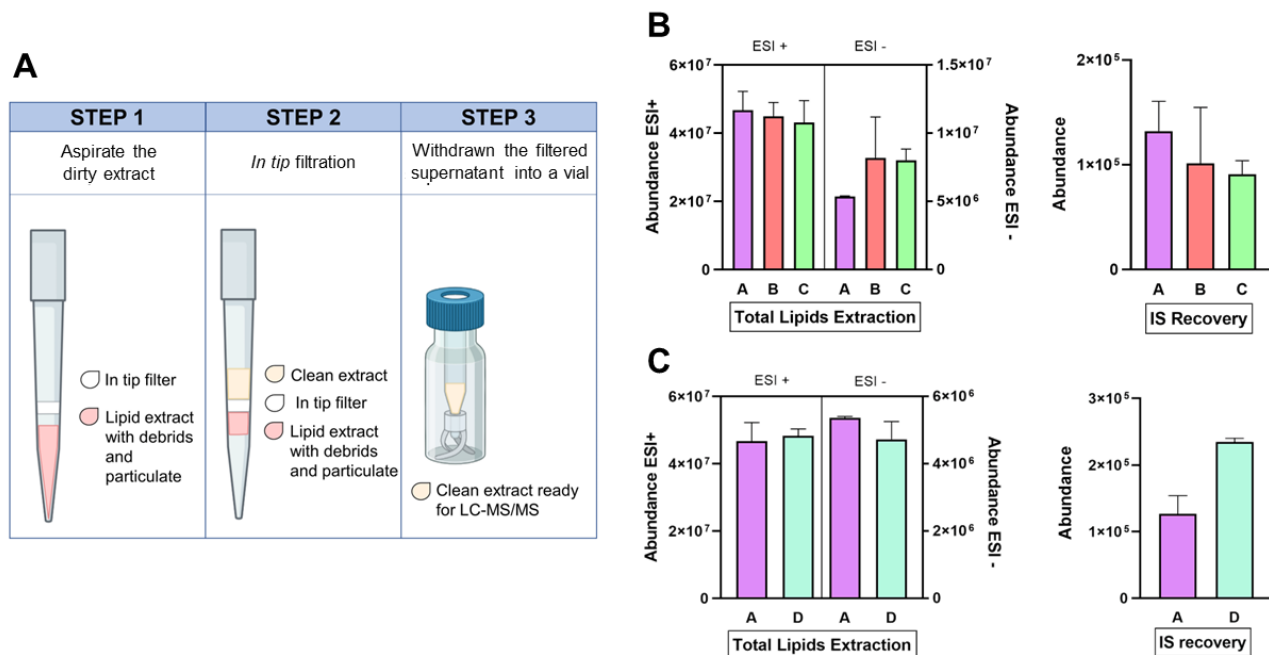 A
STEP 1
STEP 2
STEP 3
Aspirate the
dirty extract
In tip filtration
Withdrawn the filtered
supernatant into a vial
In tip filter
Lipid extract
with debrids
and
particulate
Clean extract
In tip filter
Lipid extract
with debrids
and particulate
Clean extract ready
for LC-MS/MS
B
ESI +
ESI -
Abundance ESI+
6×10⁷
4×10⁷
2×10⁷
0
1.5×10⁷
1×10⁷
5×10⁶
0
Abundance ESI -
A B C A B C
Total Lipids Extraction
Abundance
2×10⁵
1×10⁵
0
A B C
IS Recovery
C
ESI +
ESI -
Abundance ESI+
6×10⁷
4×10⁷
2×10⁷
0
6×10⁶
4×10⁶
2×10⁶
0
Abundance ESI -
A D A D
Total Lipids Extraction
Abundance
3×10⁵
2×10⁵
1×10⁵
0
A D
IS recovery